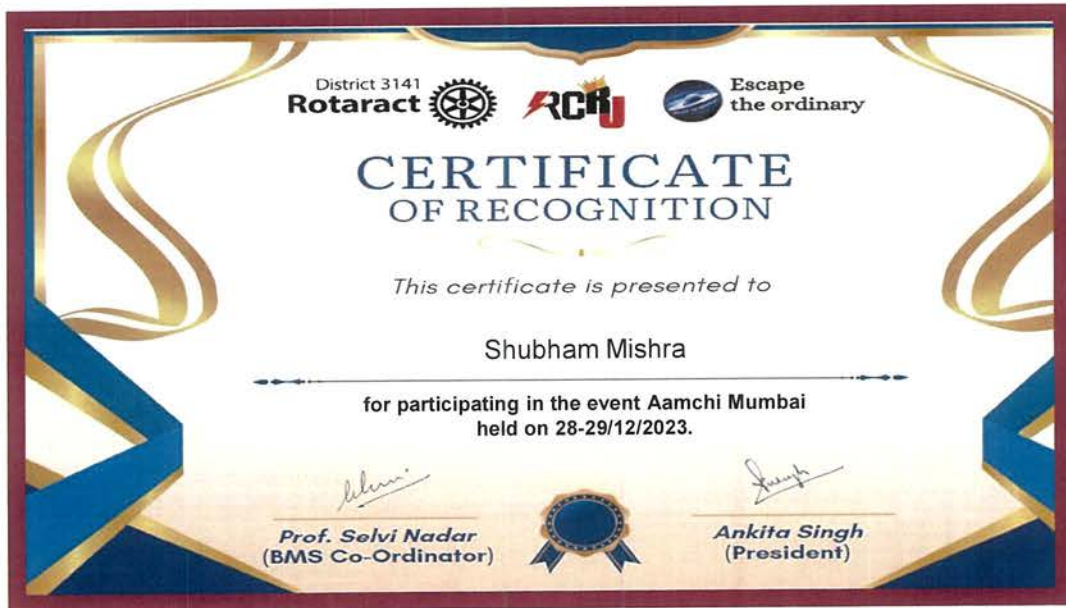 District 3141
Rotaract
RCRJ
Escape
the ordinary
CERTIFICATE
OF RECOGNITION
This certificate is presented to
Shubham Mishra
for participating in the event Aamchi Mumbai
held on 28-29/12/2023.
Prof. Selvi Nadar
(BMS Co-Ordinator)
Ankita Singh
(President)